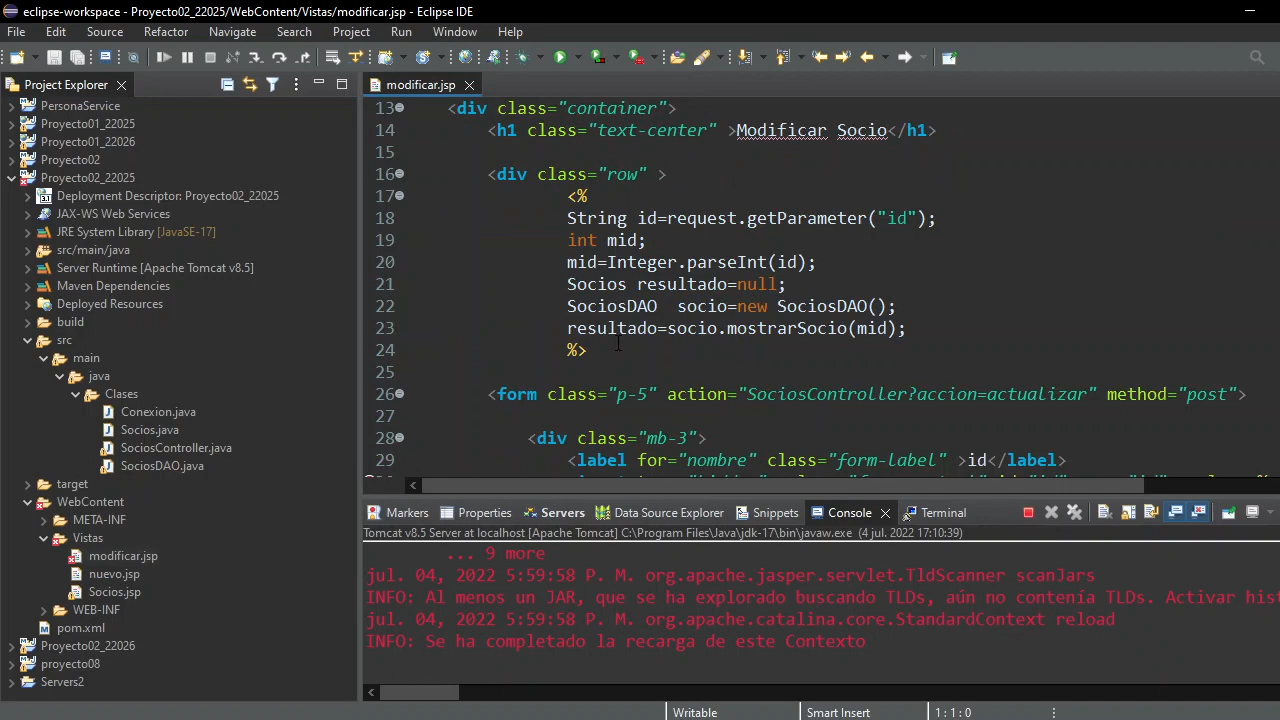 eclipse-workspace - Proyecto02_22025/WebContent/Vistas/modificar.jsp - Eclipse IDE
File Edit Source Refactor Navigate Search Project Run Window Help
Project Explorer
modificar.jsp
PersonaService
Proyecto01_22025
Proyecto01_22026
Proyecto02
Proyecto02_22025
Deployment Descriptor: Proyecto02_22025
JAX-WS Web Services
JRE System Library [JavaSE-17]
src/main/java
Server Runtime [Apache Tomcat v8.5]
Maven Dependencies
Deployed Resources
build
src
main
java
Clases
Conexion.java
Socios.java
SociosController.java
SociosDAO.java
target
WebContent
META-INF
Vistas
modificar.jsp
nuevo.jsp
Socios.jsp
WEB-INF
pom.xml
Proyecto02_22026
proyecto08
Servers2
13 <div class="container">
14 <h1 class="text-center" >Modificar Socio</h1>
15
16 <div class="row" >
17 <%
18 String id=request.getParameter("id");
19 int mid;
20 mid=Integer.parseInt(id);
21 Socios resultado=null;
22 SociosDAO  socio=new SociosDAO();
23 resultado=socio.mostrarSocio(mid);
24 %>
25
26 <form class="p-5" action="SociosController?accion=actualizar" method="post">
27
28 <div class="mb-3">
29 <label for="nombre" class="form-label" >id</label>
Markers Properties Servers Data Source Explorer Snippets Console Terminal
Tomcat v8.5 Server at localhost [Apache Tomcat] C:\Program Files\Java\jdk-17\bin\javaw.exe (4 jul. 2022 17:10:39)
... 9 more
jul. 04, 2022 5:59:58 P. M. org.apache.jasper.servlet.TldScanner scanJars
INFO: Al menos un JAR, que se ha explorado buscando TLDs, aún no contenía TLDs. Activar hist
jul. 04, 2022 5:59:58 P. M. org.apache.catalina.core.StandardContext reload
INFO: Se ha completado la recarga de este Contexto
Writable Smart Insert 1 : 1 : 0